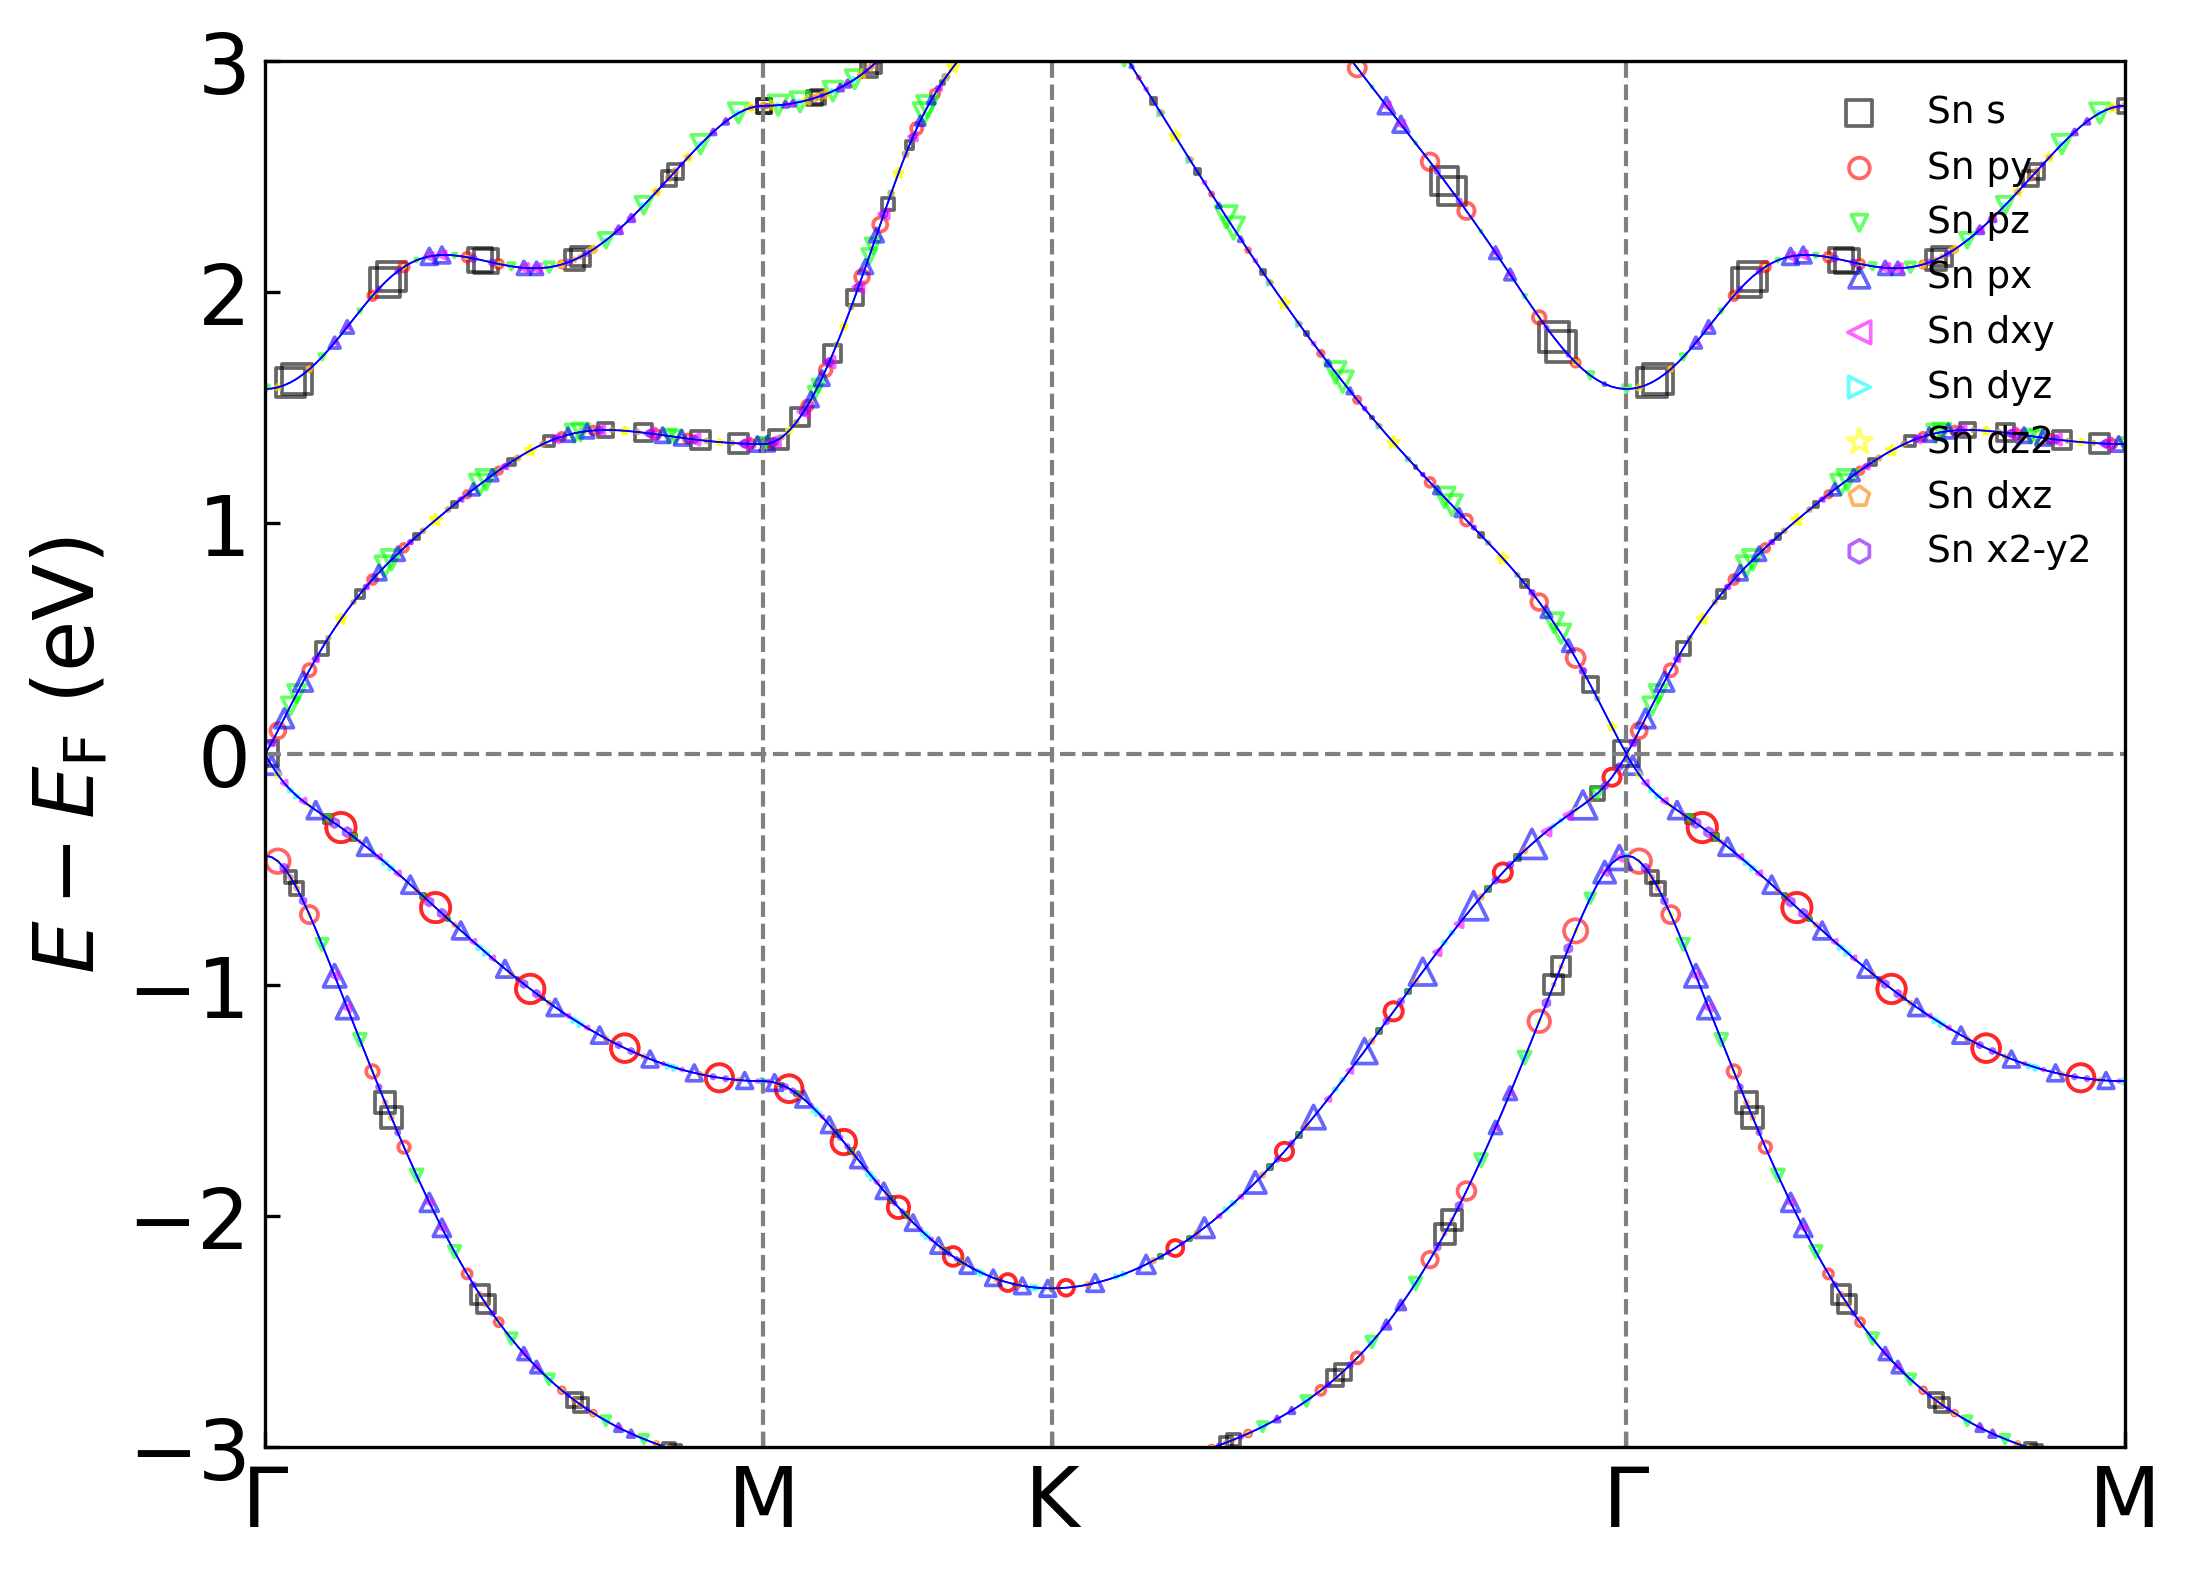 3
2
1
0
−1
−2
−3
E − E_F (eV)
Γ
M
K
Γ
M
Sn s
Sn py
Sn pz
Sn px
Sn dxy
Sn dyz
Sn dz2
Sn dxz
Sn x2-y2